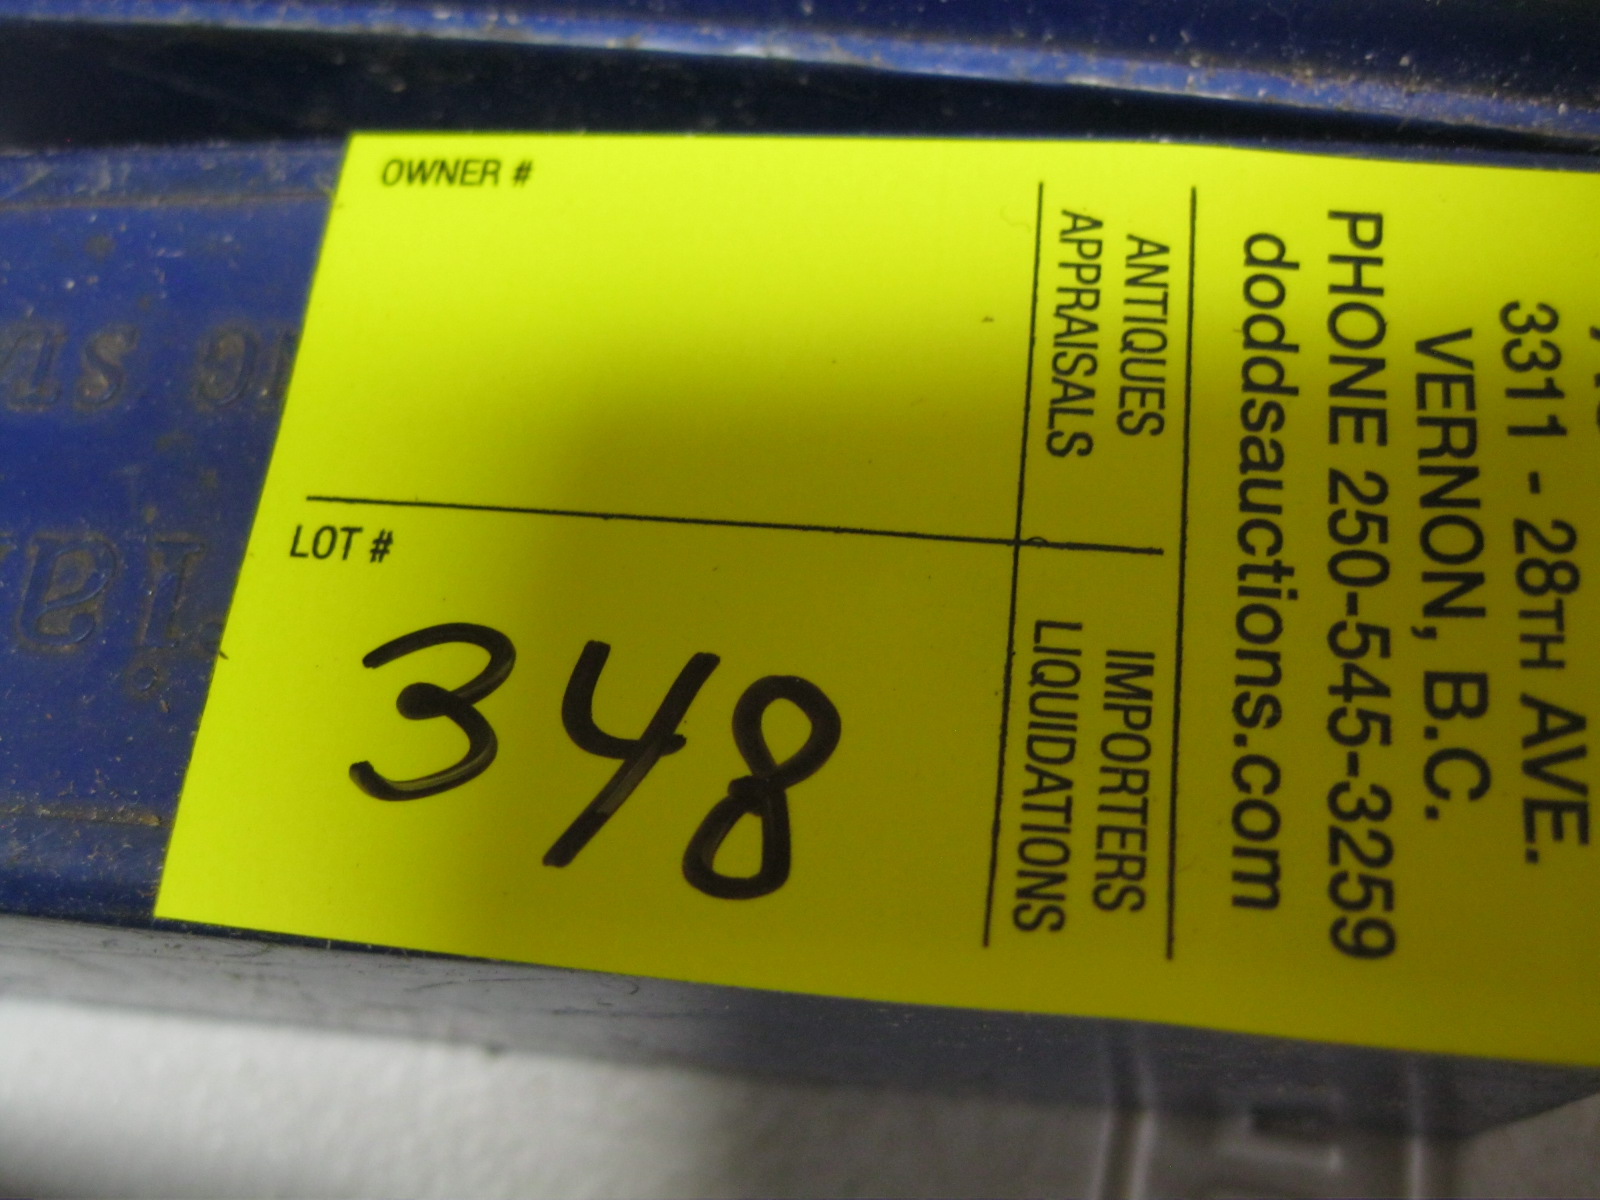 3311 - 28TH AVE.
VERNON, B.C.
PHONE 250-545-3259
doddsauctions.com
ANTIQUES
APPRAISALS
IMPORTERS
LIQUIDATIONS
OWNER #
LOT #
348